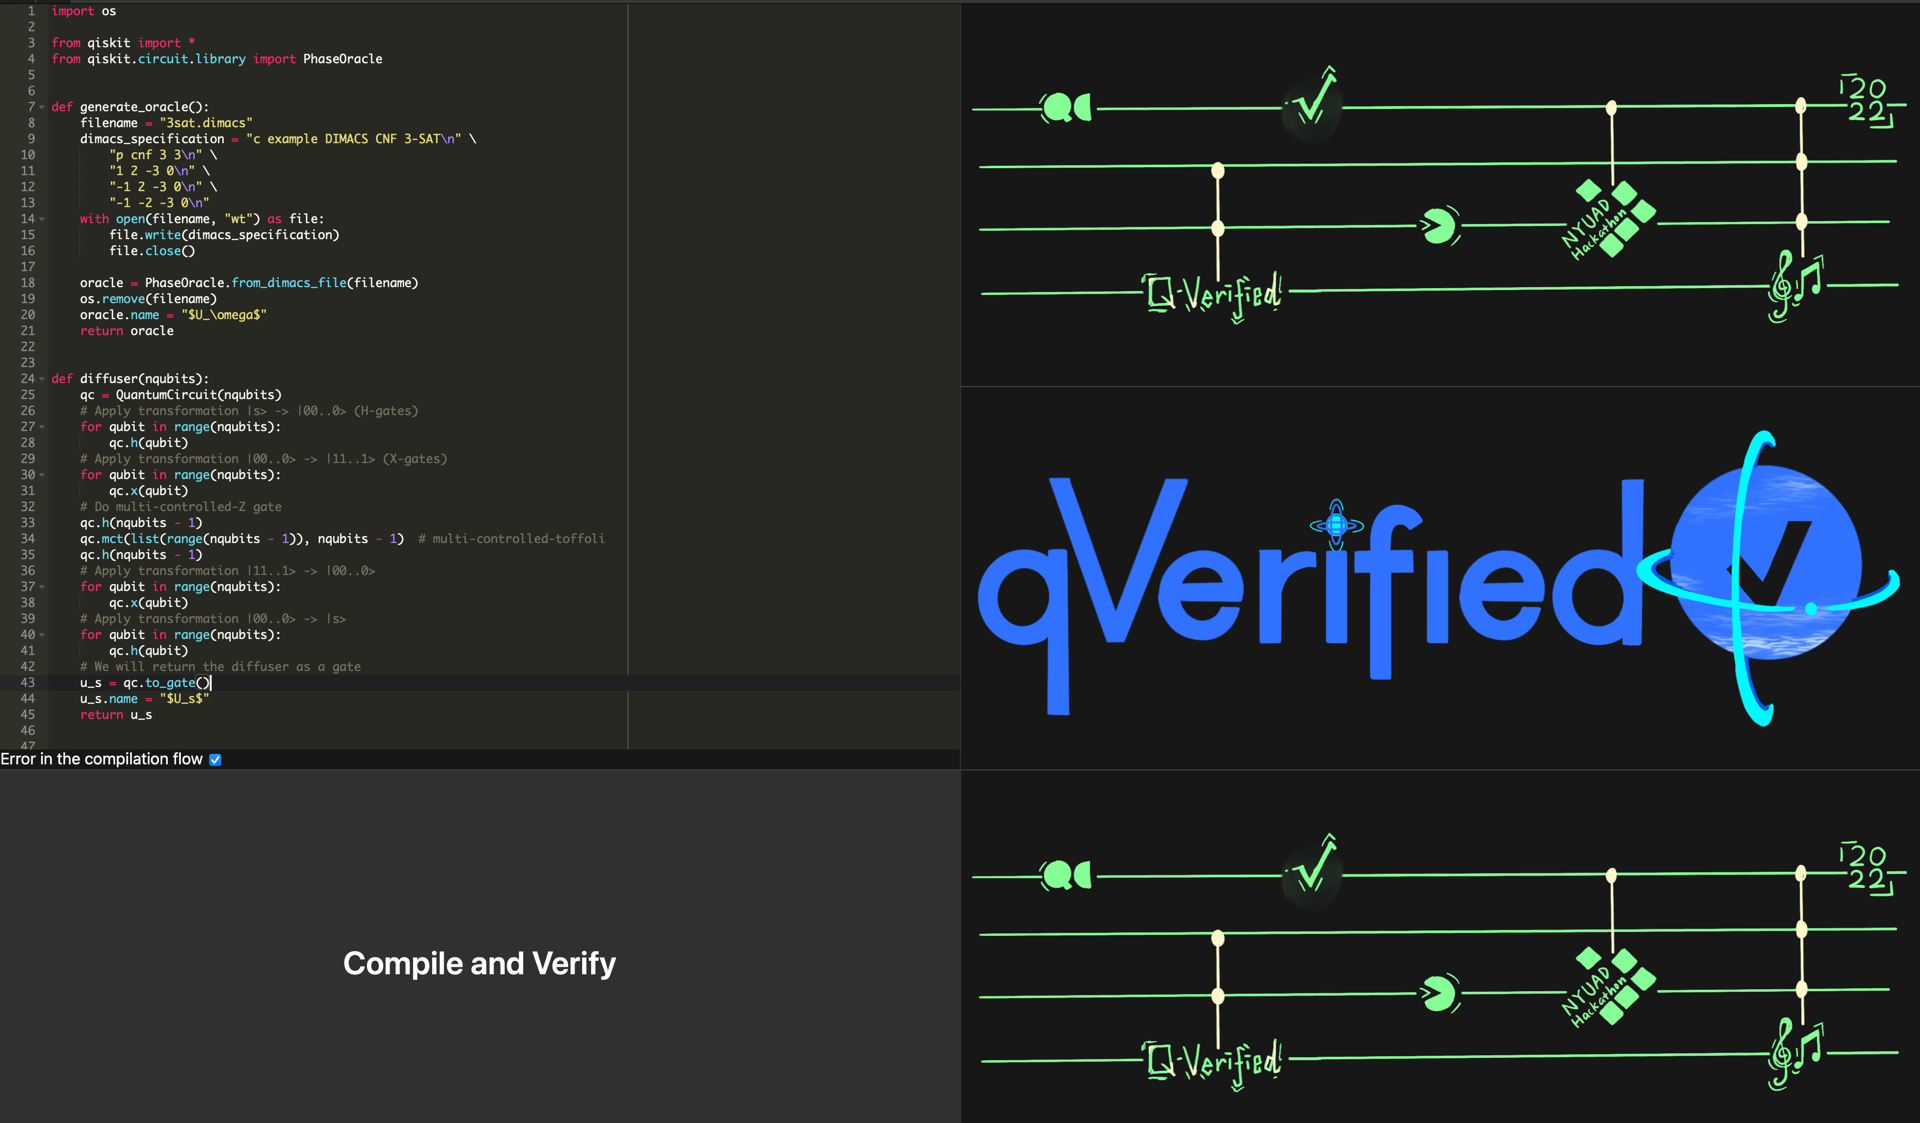 1 import os
2
3 from qiskit import *
4 from qiskit.circuit.library import PhaseOracle
5
6
7 def generate_oracle():
8     filename = "3sat.dimacs"
9     dimacs_specification = "c example DIMACS CNF 3-SAT\n" \
10         "p cnf 3 3\n" \
11         "1 2 -3 0\n" \
12         "-1 2 -3 0\n" \
13         "-1 -2 -3 0\n"
14     with open(filename, "wt") as file:
15         file.write(dimacs_specification)
16         file.close()
17
18     oracle = PhaseOracle.from_dimacs_file(filename)
19     os.remove(filename)
20     oracle.name = "$U_\omega$"
21     return oracle
22
23
24 def diffuser(nqubits):
25     qc = QuantumCircuit(nqubits)
26     # Apply transformation |s> -> |00..0> (H-gates)
27     for qubit in range(nqubits):
28         qc.h(qubit)
29     # Apply transformation |00..0> -> |11..1> (X-gates)
30     for qubit in range(nqubits):
31         qc.x(qubit)
32     # Do multi-controlled-Z gate
33     qc.h(nqubits - 1)
34     qc.mct(list(range(nqubits - 1)), nqubits - 1)  # multi-controlled-toffoli
35     qc.h(nqubits - 1)
36     # Apply transformation |11..1> -> |00..0>
37     for qubit in range(nqubits):
38         qc.x(qubit)
39     # Apply transformation |00..0> -> |s>
40     for qubit in range(nqubits):
41         qc.h(qubit)
42     # We will return the diffuser as a gate
43     u_s = qc.to_gate()
44     u_s.name = "$U_s$"
45     return u_s
46
47
Error in the compilation flow
Compile and Verify
20
22
NYUAD
Hackathon
Q-Verified
qVerified
20
22
NYUAD
Hackathon
Q-Verified